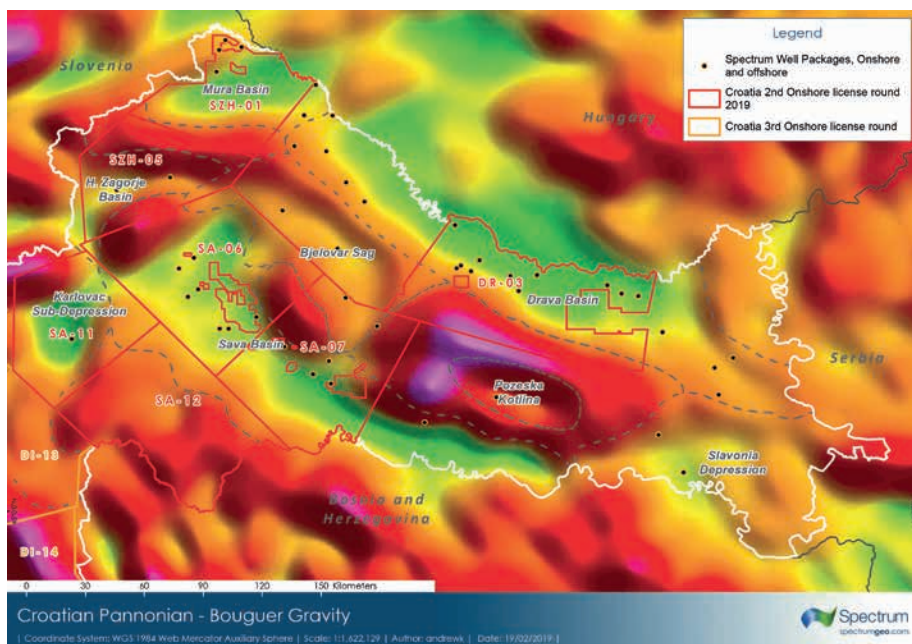 Legend
Spectrum Well Packages, Onshore
and offshore
Croatia 2nd Onshore license round
2019
Croatia 3rd Onshore license round
Slovenia
Mura Basin
SZH-01
Hungary
SZH-05
H. Zagorje
Basin
SA-06
Bjelovar Sag
DR-03
Drava Basin
Karlovac
Sub-Depression
SA-11
Sava Basin
SA-07
Serbia
Pozeska
Kotlina
SA-12
DI-13
Slavonia
Depression
Bosnia and
Herzegovina
DI-14
0 30 60 90 120 150 Kilometers
Croatian Pannonian - Bouguer Gravity
| Coordinate System: WGS 1984 Web Mercator Auxiliary Sphere | Scale: 1:1,622,129 | Author: andrewk | Date: 19/02/2019 |
Spectrum
spectrumgeo.com